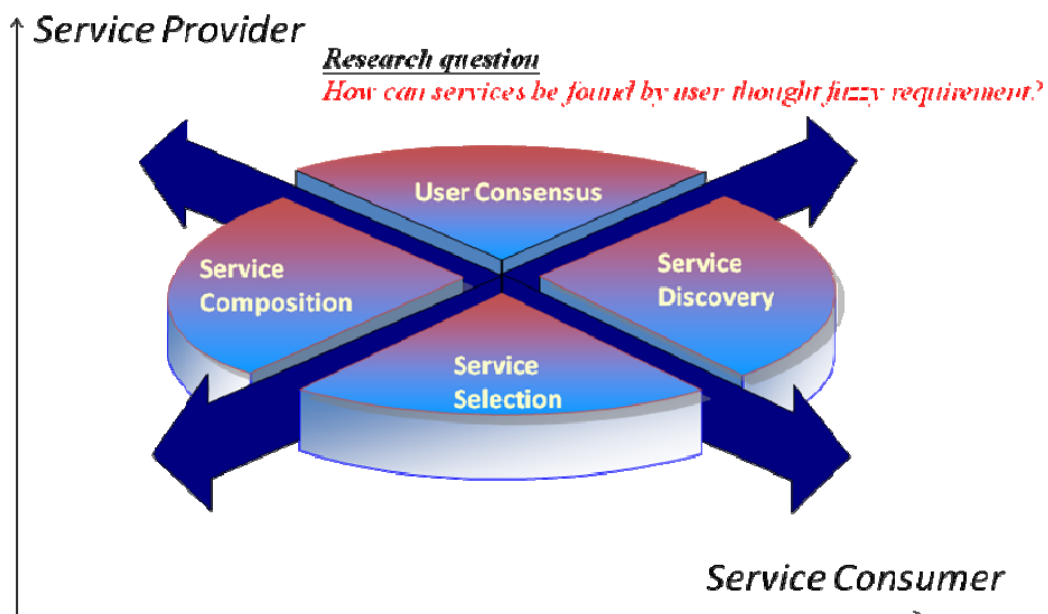 Service Provider
Research question
How can services be found by user thought fuzzy requirement?
User Consensus
Service
Composition
Service
Discovery
Service
Selection
Service Consumer